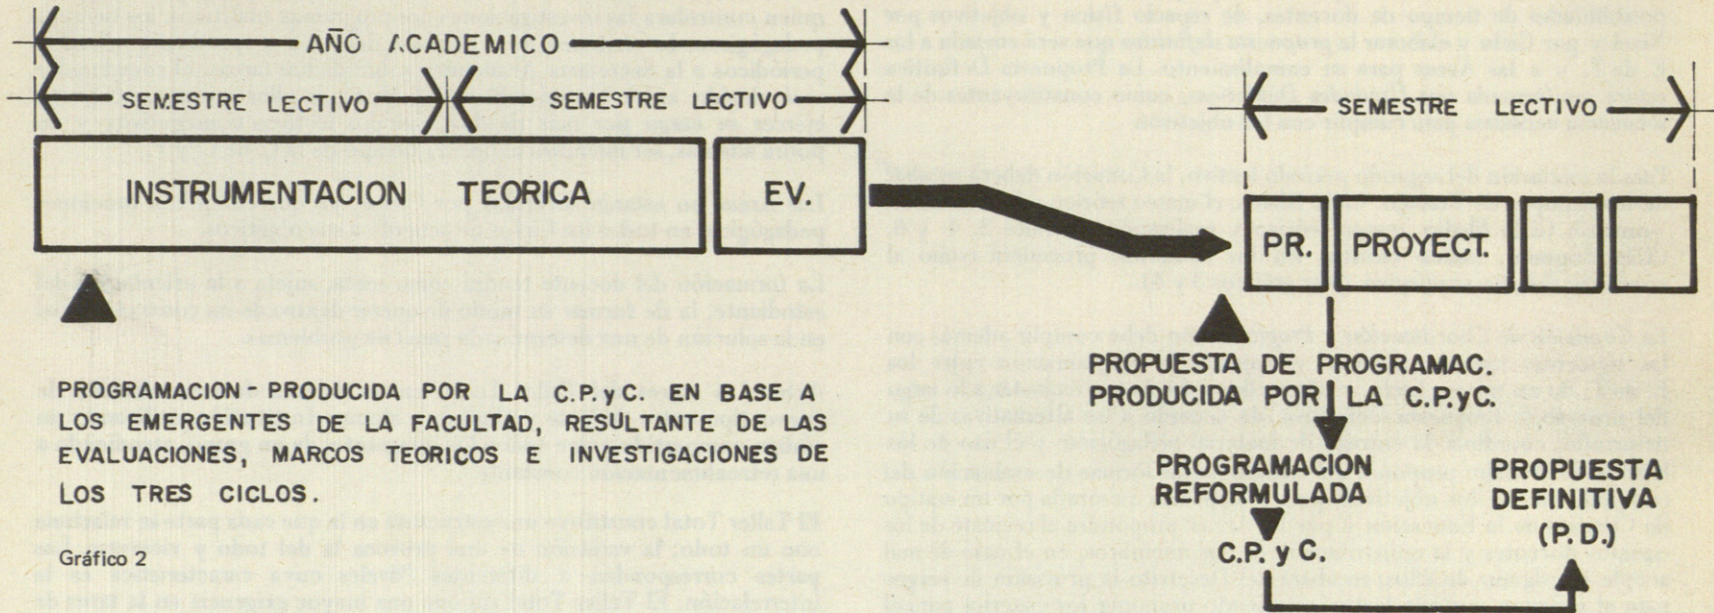 AÑO ACADEMICO
SEMESTRE LECTIVO
SEMESTRE LECTIVO
SEMESTRE LECTIVO
INSTRUMENTACION TEORICA
EV.
PR.
PROYECT.
PROGRAMACION - PRODUCIDA POR LA C.P. y C. EN BASE A
LOS EMERGENTES DE LA FACULTAD, RESULTANTE DE LAS
EVALUACIONES, MARCOS TEORICOS E INVESTIGACIONES DE
LOS TRES CICLOS.
Gráfico 2
PROPUESTA DE PROGRAMAC.
PRODUCIDA POR LA C.P. y C.
PROGRAMACION
REFORMULADA
C.P. y C.
PROPUESTA
DEFINITIVA
(P.D.)